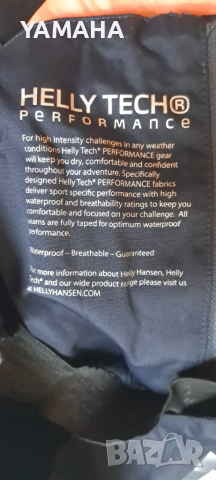 YAMAHA
HELLY TECH®
PERFORMANCE
For high intensity challenges in any weather
conditions Helly Tech® PERFORMANCE gear
will keep you dry, comfortable and confident
throughout your adventure. Specifically
designed Helly Tech® PERFORMANCE fabrics
deliver sport specific performance with high
waterproof and breathability ratings to keep you
comfortable and focused on your challenge. All
seams are fully taped for optimum waterproof
performance.
Waterproof – Breathable – Guaranteed
For more information about Helly Hansen, Helly
Tech® and our wide product range please visit us
at HELLYHANSEN.COM
BAZAR
bg